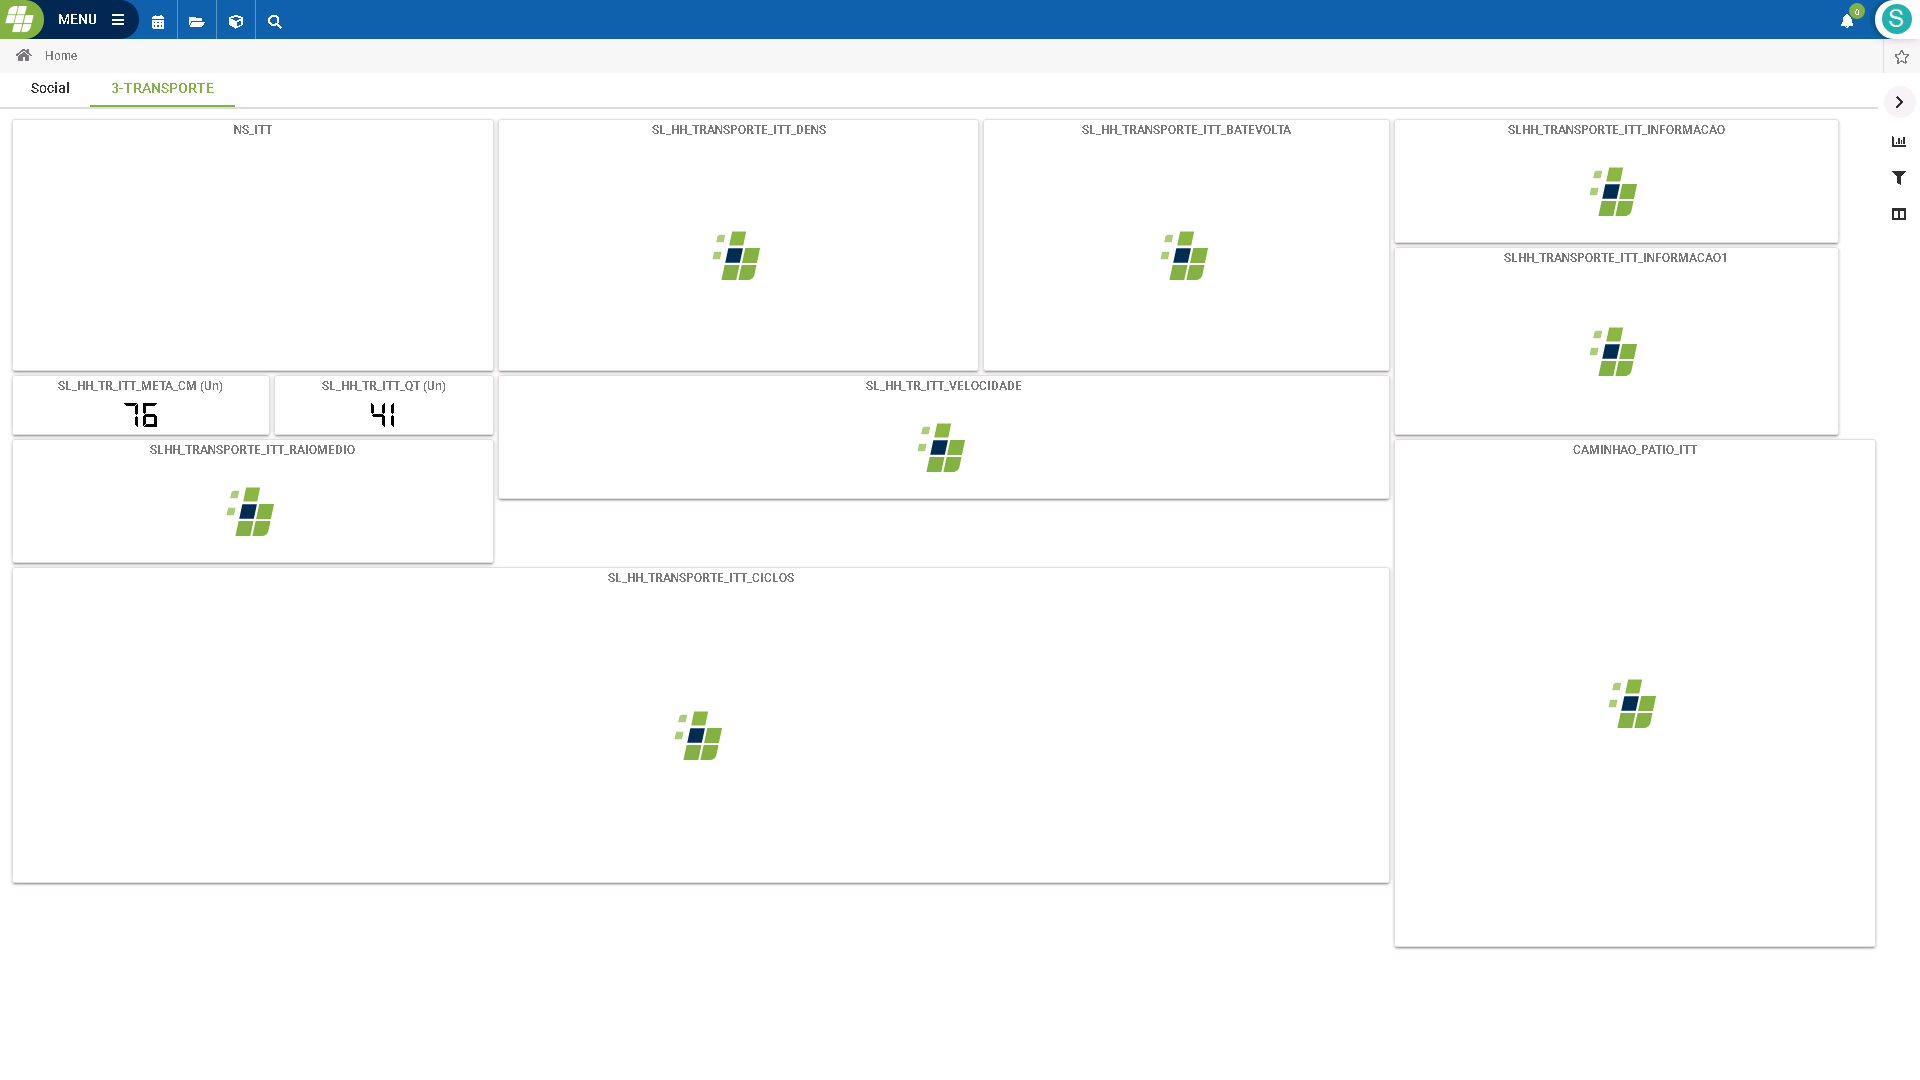 MENU
0
S
Home
Social
3-TRANSPORTE
NS_ITT
SL_HH_TRANSPORTE_ITT_DENS
SL_HH_TRANSPORTE_ITT_BATEVOLTA
SLHH_TRANSPORTE_ITT_INFORMACAO
SLHH_TRANSPORTE_ITT_INFORMACAO1
SL_HH_TR_ITT_META_CM (Un)
76
SL_HH_TR_ITT_QT (Un)
41
SL_HH_TR_ITT_VELOCIDADE
SLHH_TRANSPORTE_ITT_RAIOMEDIO
CAMINHAO_PATIO_ITT
SL_HH_TRANSPORTE_ITT_CICLOS